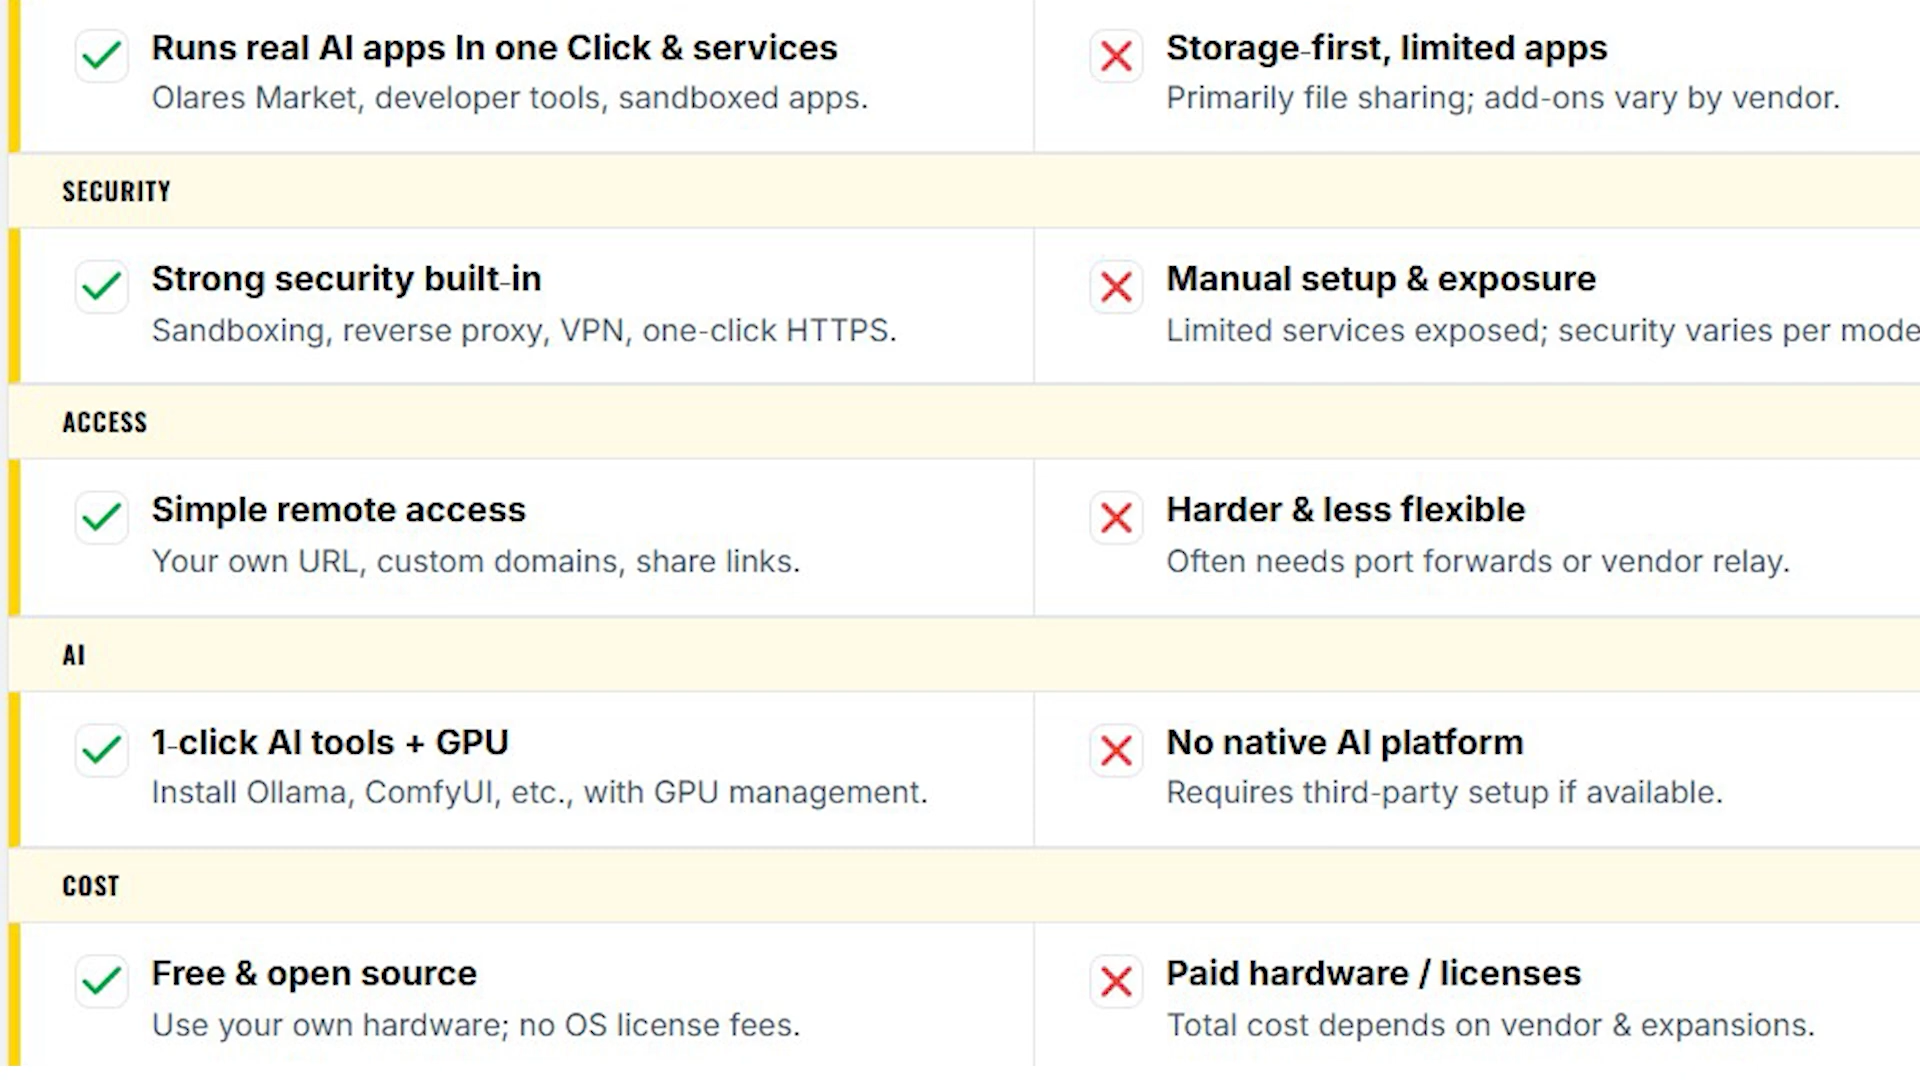 Runs real AI apps In one Click & services
Olares Market, developer tools, sandboxed apps.
Storage-first, limited apps
Primarily file sharing; add-ons vary by vendor.
SECURITY
Strong security built-in
Sandboxing, reverse proxy, VPN, one-click HTTPS.
Manual setup & exposure
Limited services exposed; security varies per mode
ACCESS
Simple remote access
Your own URL, custom domains, share links.
Harder & less flexible
Often needs port forwards or vendor relay.
AI
1-click AI tools + GPU
Install Ollama, ComfyUI, etc., with GPU management.
No native AI platform
Requires third-party setup if available.
COST
Free & open source
Use your own hardware; no OS license fees.
Paid hardware / licenses
Total cost depends on vendor & expansions.